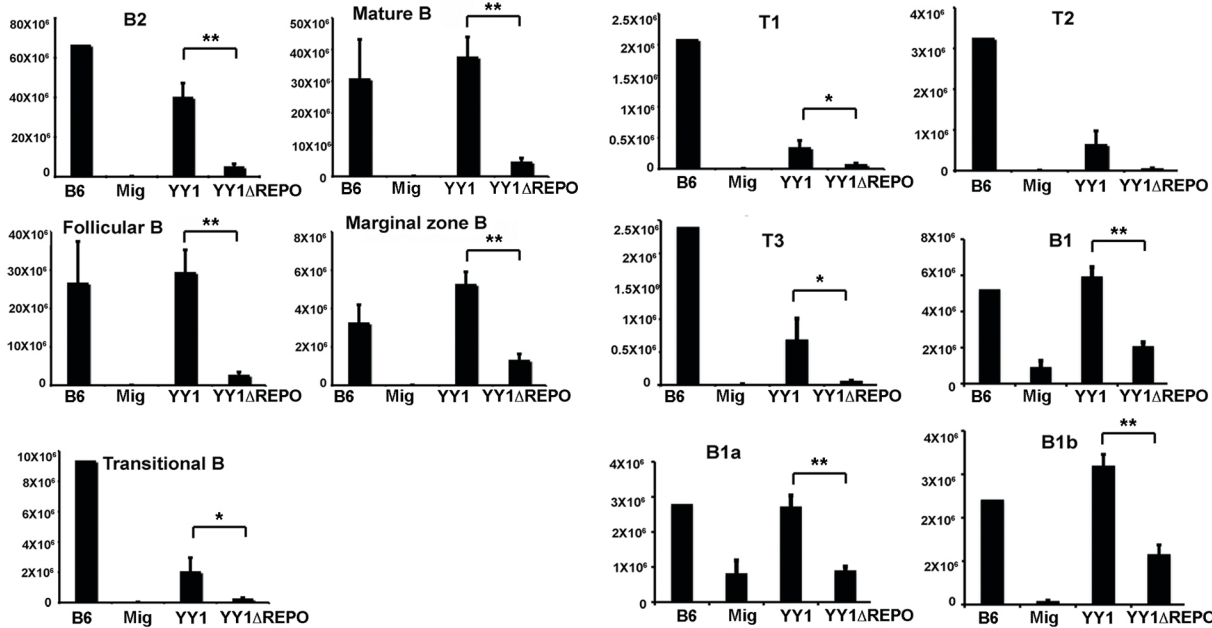 B2
80X10⁶
60X10⁶
40X10⁶
20X10⁶
0
**
B6 Mig YY1 YY1ΔREPO
Mature B
50X10⁶
40X10⁶
30X10⁶
20X10⁶
10X10⁶
0
**
B6 Mig YY1 YY1ΔREPO
T1
2.5X10⁶
2X10⁶
1.5X10⁶
1X10⁶
0.5X10⁶
0
*
B6 Mig YY1 YY1ΔREPO
T2
4X10⁶
3X10⁶
2X10⁶
1X10⁶
0
B6 Mig YY1 YY1ΔREPO
Follicular B
40X10⁶
30X10⁶
20X10⁶
10X10⁶
0
**
B6 Mig YY1 YY1ΔREPO
Marginal zone B
8X10⁶
6X10⁶
4X10⁶
2X10⁶
0
**
B6 Mig YY1 YY1ΔREPO
T3
2.5X10⁶
2X10⁶
1.5X10⁶
1X10⁶
0.5X10⁶
0
*
B6 Mig YY1 YY1ΔREPO
B1
8X10⁶
6X10⁶
4X10⁶
2X10⁶
0
**
B6 Mig YY1 YY1ΔREPO
Transitional B
10X10⁶
8X10⁶
6X10⁶
4X10⁶
2X10⁶
0
*
B6 Mig YY1 YY1ΔREPO
B1a
4X10⁶
3X10⁶
2X10⁶
1X10⁶
0
**
B6 Mig YY1 YY1ΔREPO
B1b
4X10⁶
3X10⁶
2X10⁶
2X10⁶
0
**
B6 Mig YY1 YY1ΔREPO